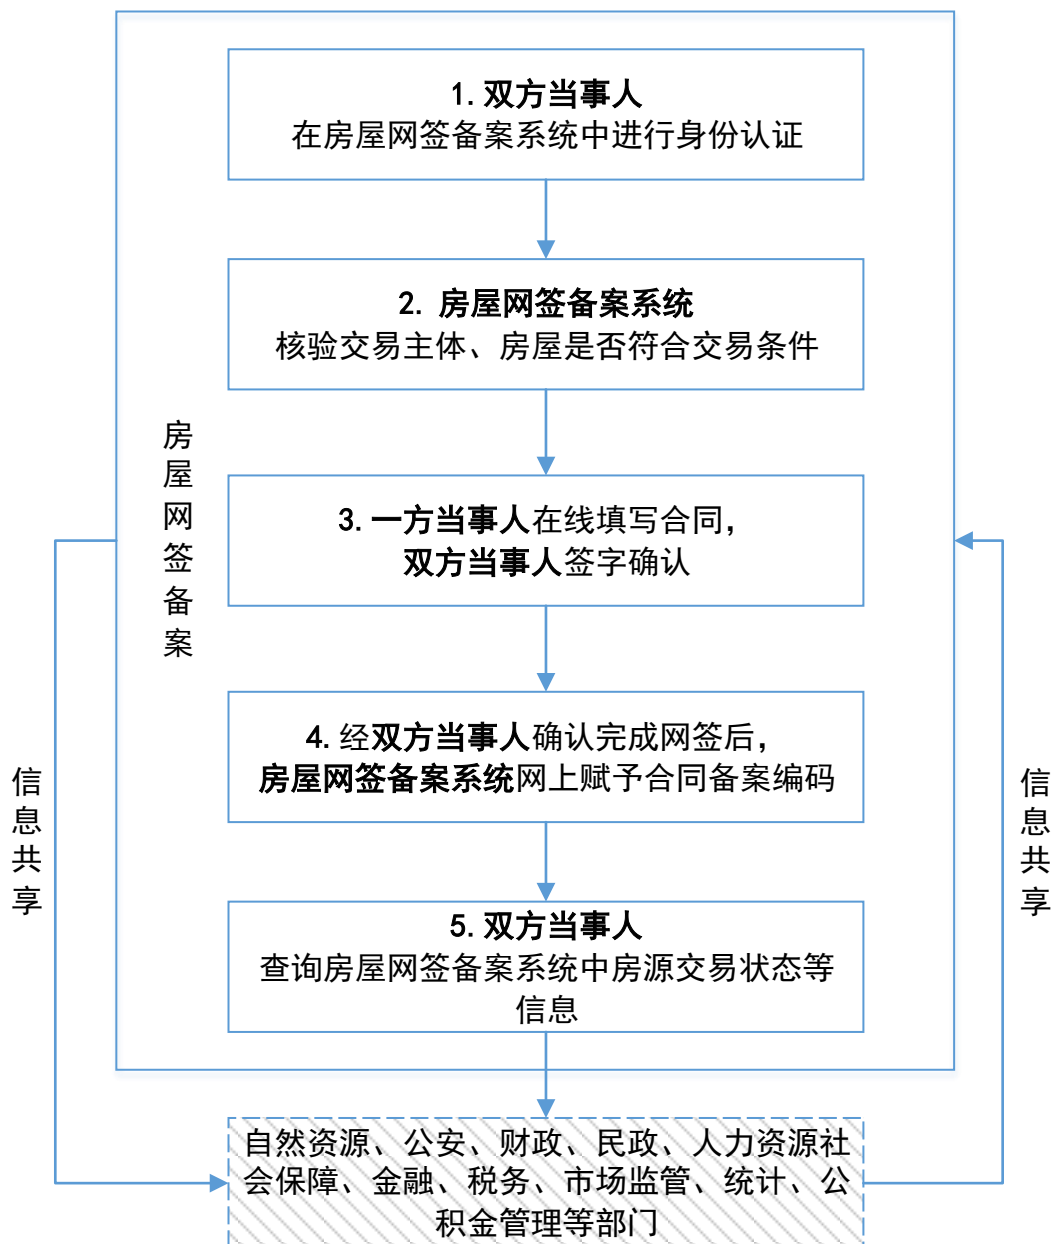 1. 双方当事人
在房屋网签备案系统中进行身份认证
2. 房屋网签备案系统
核验交易主体、房屋是否符合交易条件
房屋网签备案
3. 一方当事人在线填写合同，
双方当事人签字确认
4. 经双方当事人确认完成网签后，
房屋网签备案系统网上赋予合同备案编码
信息共享
信息共享
5. 双方当事人
查询房屋网签备案系统中房源交易状态等
信息
自然资源、公安、财政、民政、人力资源社
会保障、金融、税务、市场监管、统计、公
积金管理等部门